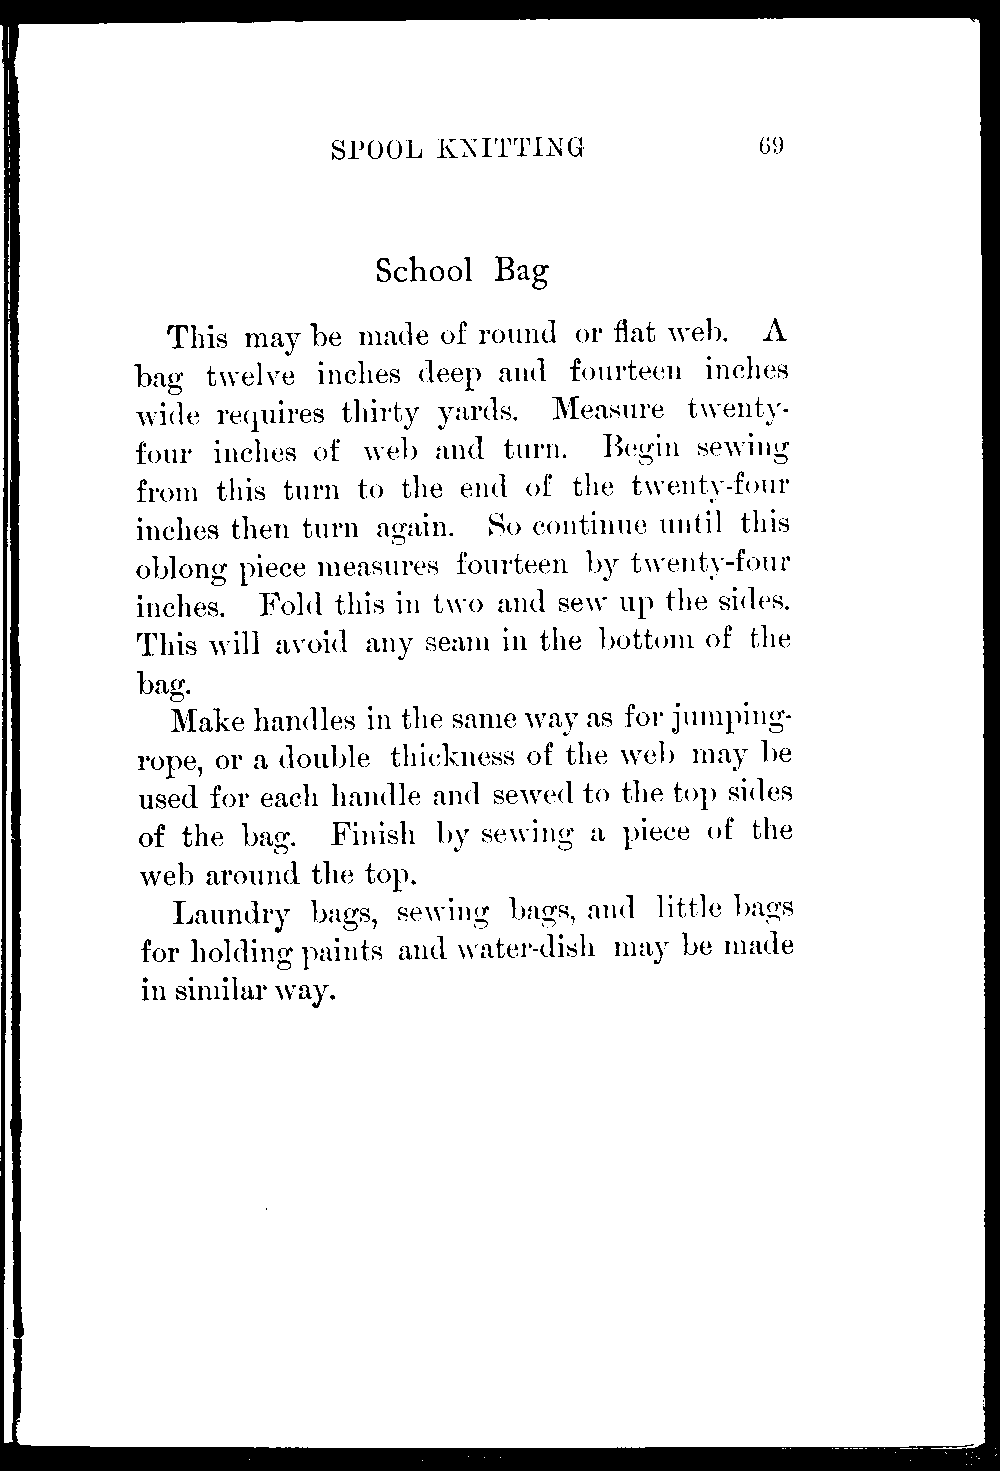 SPOOL KNITTING 69
School Bag
This may be made of round or flat web. A
bag twelve inches deep and fourteen inches
wide requires thirty yards. Measure twenty-
four inches of web and turn. Begin sewing
from this turn to the end of the twenty-four
inches then turn again. So continue until this
oblong piece measures fourteen by twenty-four
inches. Fold this in two and sew up the sides.
This will avoid any seam in the bottom of the
bag.
Make handles in the same way as for jumping-
rope, or a double thickness of the web may be
used for each handle and sewed to the top sides
of the bag. Finish by sewing a piece of the
web around the top.
Laundry bags, sewing bags, and little bags
for holding paints and water-dish may be made
in similar way.